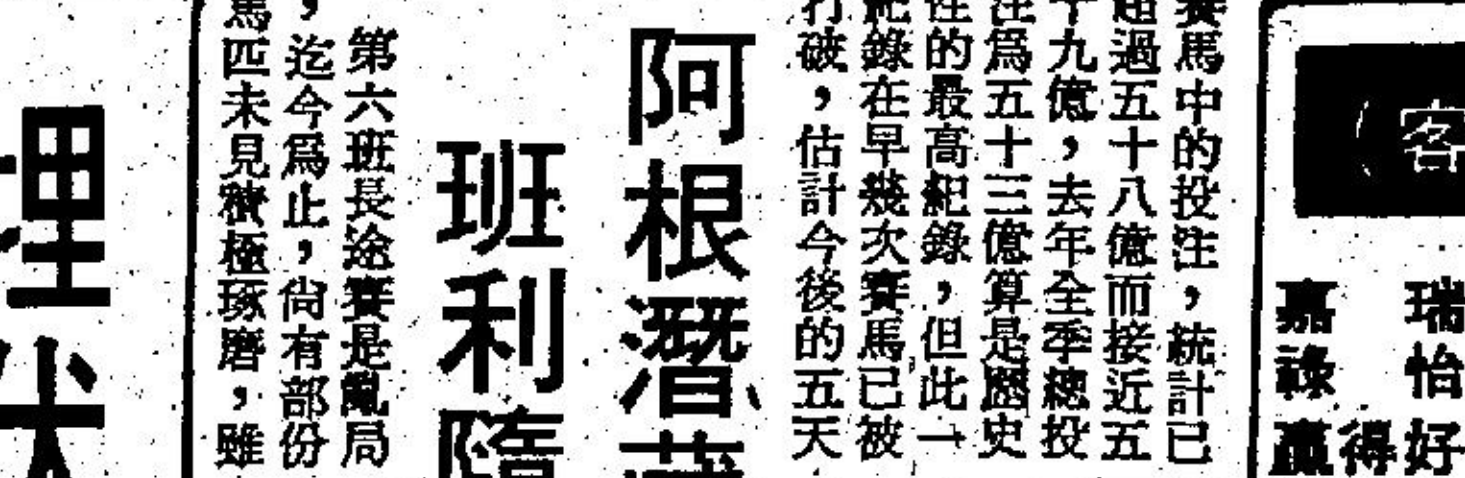 客
瑞怡好
得
嘉祿贏
賽馬中的投注，統計已
超過五十八億而接近五
十九億，去年全季總投
注爲五十三億算是歷史
性的最高紀錄，但此一
紀錄在早幾次賽馬已被
打破，估計今後的五天
阿根潛
班利隋
第六班長途賽是亂局
，迄今爲止，尙有部份
馬匹未見積極琢磨，雖
埋